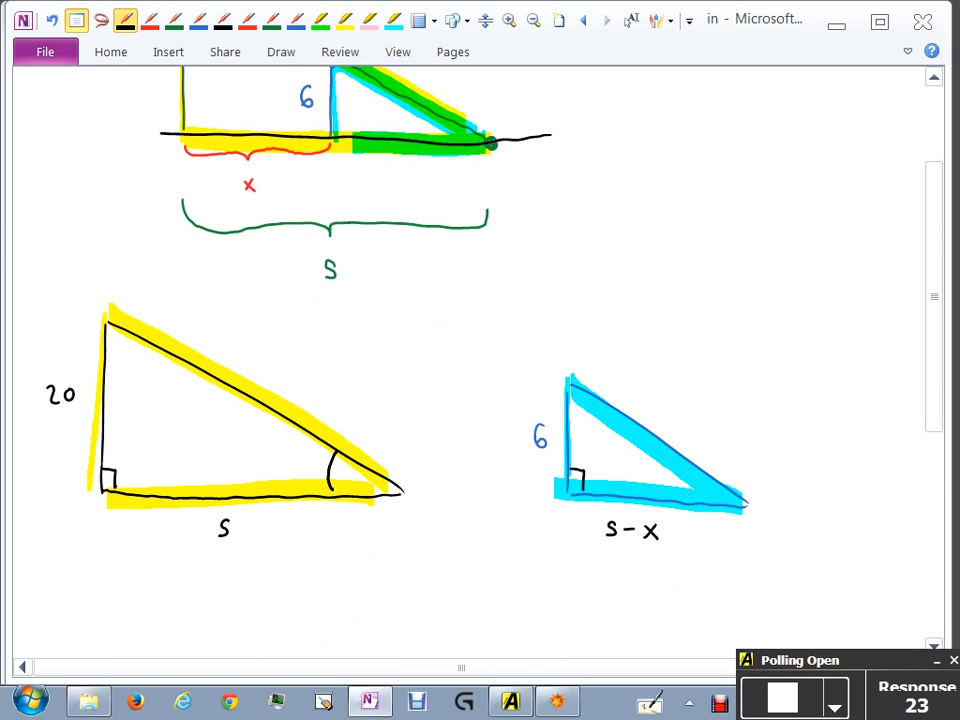 in - Microsoft...
File Home Insert Share Draw Review View Pages
6
x
S
20
6
S
S - x
Polling Open
Response
23